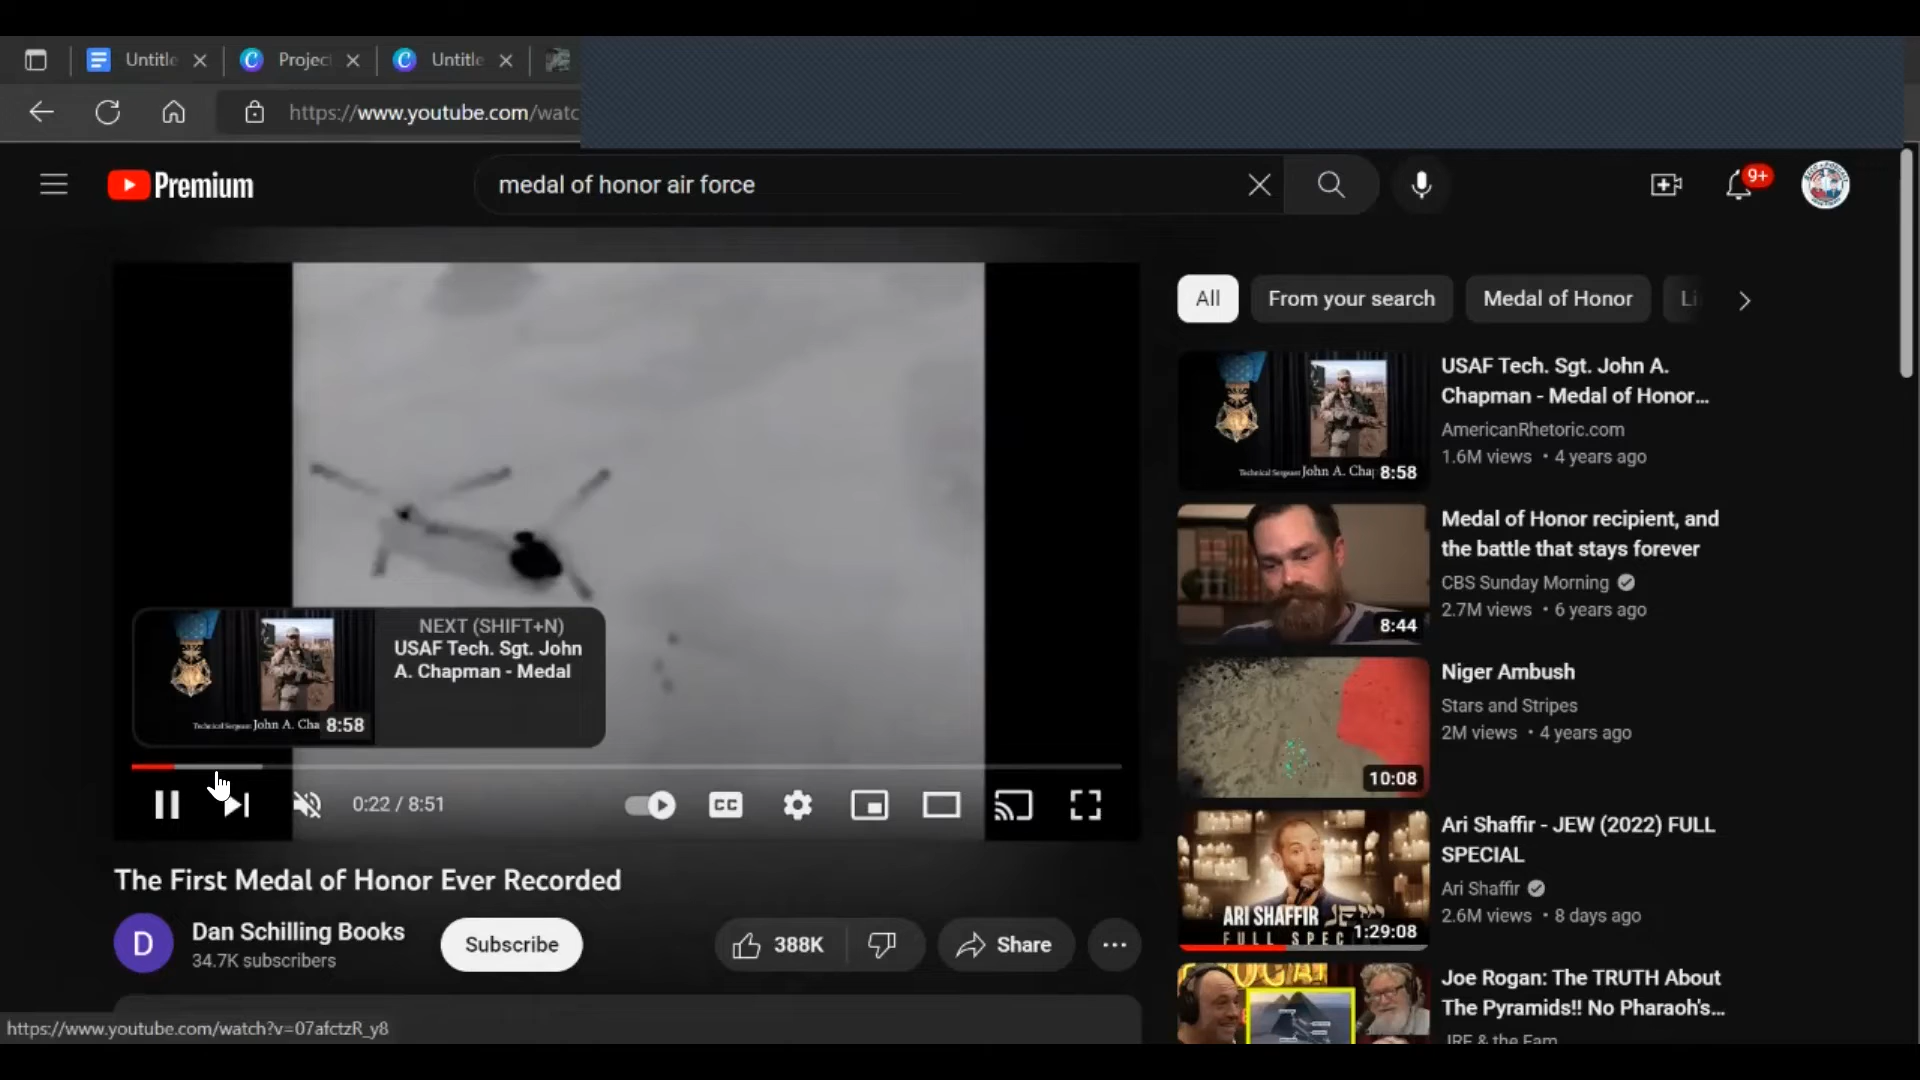 Untitle
Projec
Untitle
https://www.youtube.com/watc
Premium
medal of honor air force
9+
All
From your search
Medal of Honor
Li
USAF Tech. Sgt. John A.
Chapman - Medal of Honor...
AmericanRhetoric.com
1.6M views • 4 years ago
Technical Sergeant John A. Cha
8:58
Medal of Honor recipient, and
the battle that stays forever
CBS Sunday Morning
2.7M views • 6 years ago
8:44
Niger Ambush
Stars and Stripes
2M views • 4 years ago
10:08
Ari Shaffir - JEW (2022) FULL
SPECIAL
Ari Shaffir
2.6M views • 8 days ago
ARI SHAFFIR JEW
FULL SPEC
1:29:08
Joe Rogan: The TRUTH About
The Pyramids!! No Pharaoh's...
JRE & the Fam
NEXT (SHIFT+N)
USAF Tech. Sgt. John
A. Chapman - Medal
Technical Sergeant John A. Cha
8:58
0:22 / 8:51
CC
The First Medal of Honor Ever Recorded
D
Dan Schilling Books
34.7K subscribers
Subscribe
388K
Share
https://www.youtube.com/watch?v=07afctzR_y8